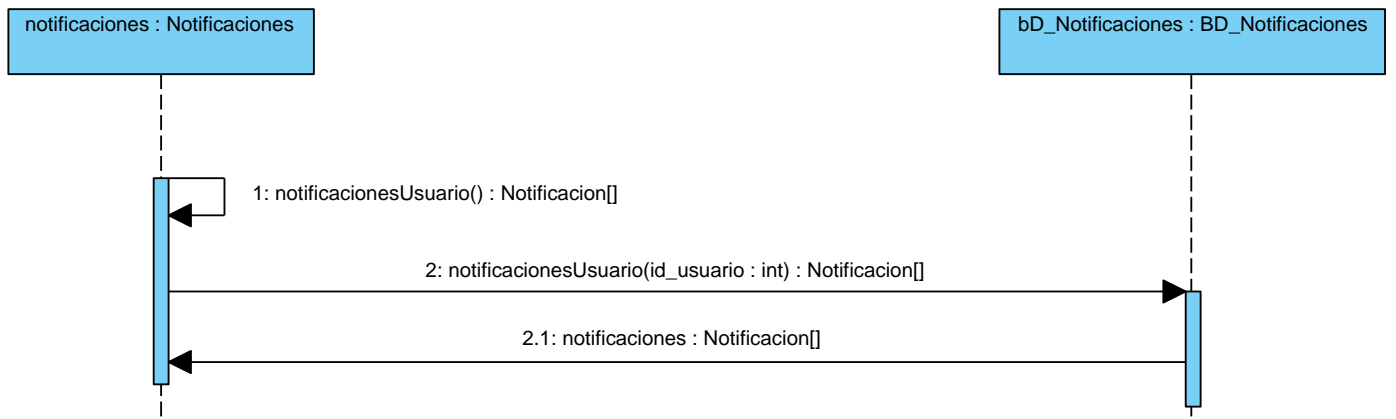 notificaciones : Notificaciones
bD_Notificaciones : BD_Notificaciones
1: notificacionesUsuario() : Notificacion[]
2: notificacionesUsuario(id_usuario : int) : Notificacion[]
2.1: notificaciones : Notificacion[]